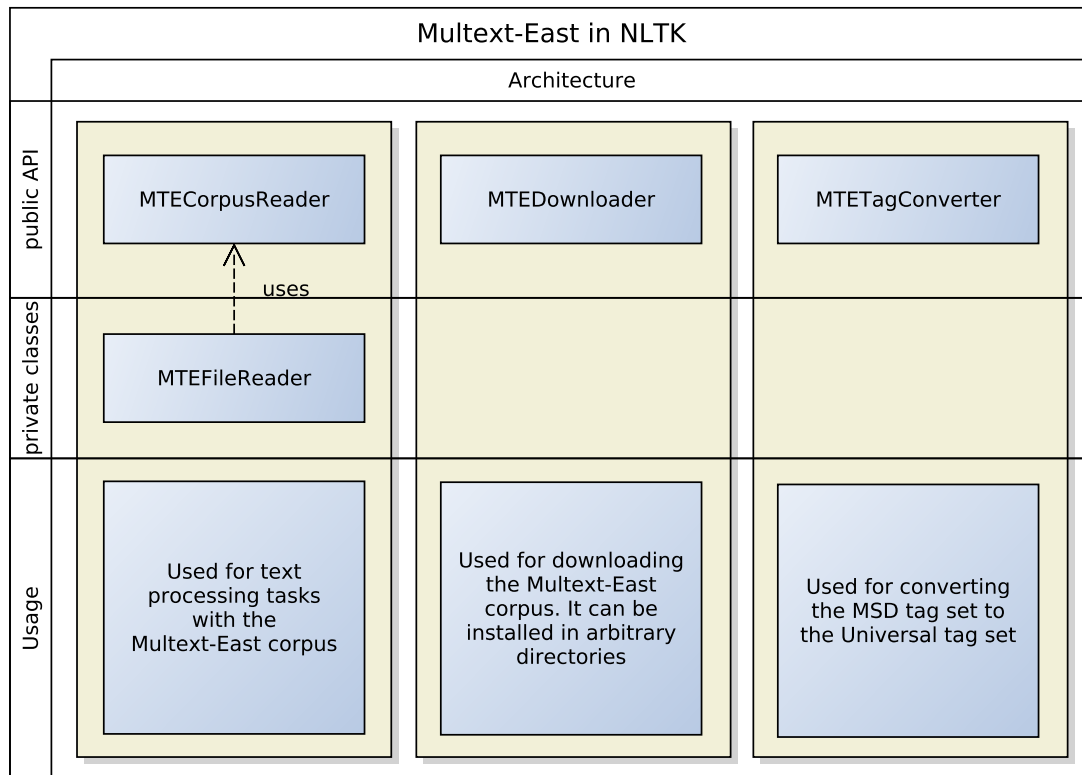 Multext-East in NLTK
Architecture
public API
MTECorpusReader
MTEDownloader
MTETagConverter
uses
private classes
MTEFileReader
Usage
Used for text
processing tasks
with the
Multext-East corpus
Used for downloading
the Multext-East
corpus. It can be
installed in arbitrary
directories
Used for converting
the MSD tag set to
the Universal tag set